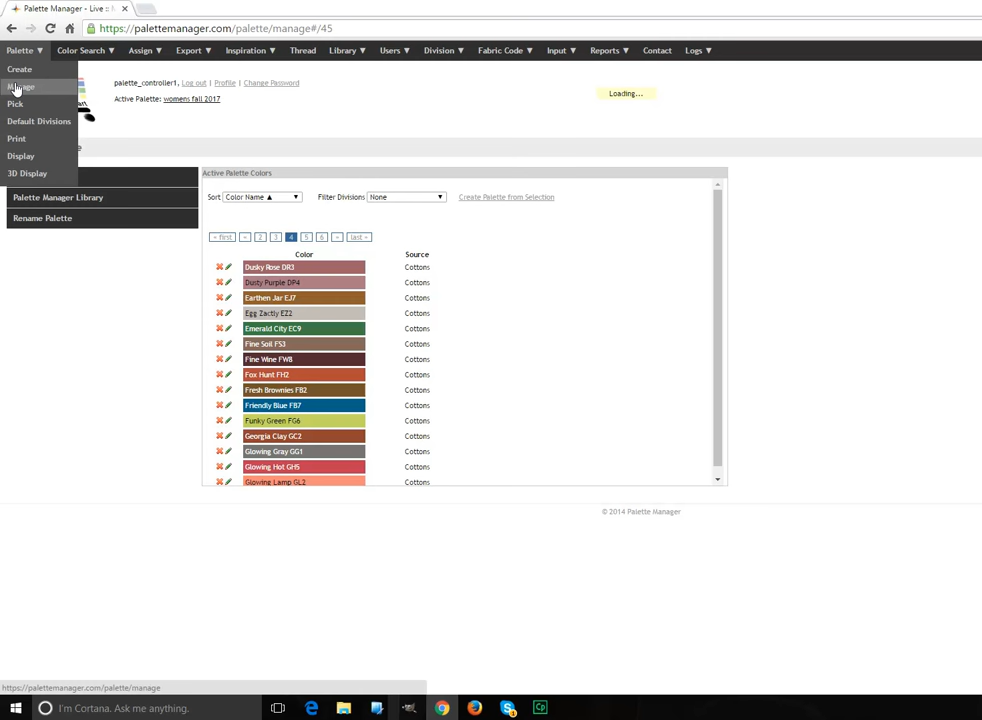 Palette Manager - Live ::
https://palettemanager.com/palette/manage#/45
Palette ▼ Color Search ▼ Assign ▼ Export ▼ Inspiration ▼ Thread Library ▼ Users ▼ Division ▼ Fabric Code ▼ Input ▼ Reports ▼ Contact Logs ▼
Create
Manage
Pick
Default Divisions
Print
Display
3D Display
palette_controller1, Log out | Profile | Change Password
Active Palette: womens fall 2017
Loading...
Palette Manager Library
Rename Palette
Active Palette Colors
Sort Color Name ▲ Filter Divisions None Create Palette from Selection
« first « 2 3 4 5 6 » last »
Color Source
Dusky Rose DR3 Cottons
Dusty Purple DP4 Cottons
Earthen Jar EJ7 Cottons
Egg Zactly EZ2 Cottons
Emerald City EC9 Cottons
Fine Soil FS3 Cottons
Fine Wine FW8 Cottons
Fox Hunt FH2 Cottons
Fresh Brownies FB2 Cottons
Friendly Blue FB7 Cottons
Funky Green FG6 Cottons
Georgia Clay GC2 Cottons
Glowing Gray GG1 Cottons
Glowing Hot GH5 Cottons
Glowing Lamp GL2 Cottons
© 2014 Palette Manager
https://palettemanager.com/palette/manage
I'm Cortana. Ask me anything.
Cp